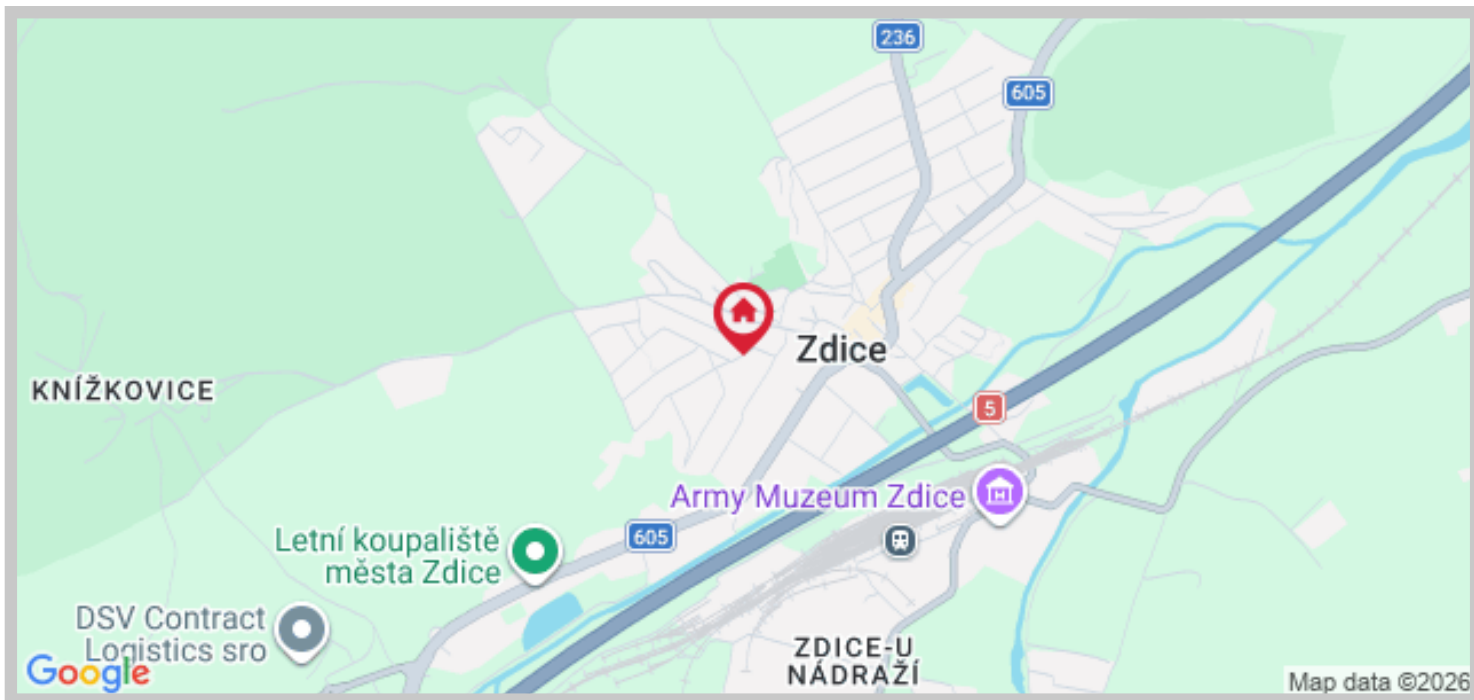 236
605
Zdice
KNÍŽKOVICE
5
Army Muzeum Zdice
605
Letní koupaliště
města Zdice
DSV Contract
Logistics sro
ZDICE-U
NÁDRAŽÍ
Google
Map data ©2026